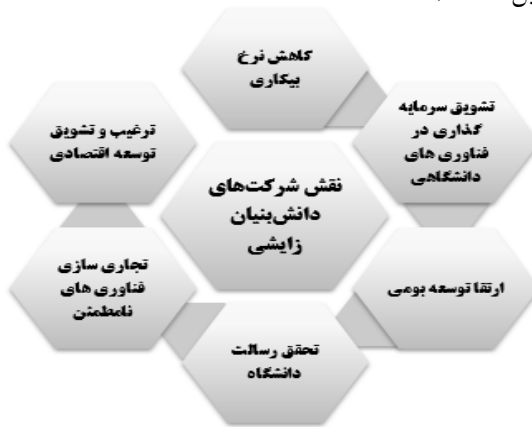 کاهش نرخ
بیکاری
تشویق سرمایه
گذاری در
فناوری های
دانشگاهی
ارتقا توسعه بومی
تحقق رسالت
دانشگاه
تجاری سازی
فناوری های
نامطمئن
ترغیب و تشویق
توسعه اقتصادی
نقش شرکت‌های
دانش‌بنیان
زایشی